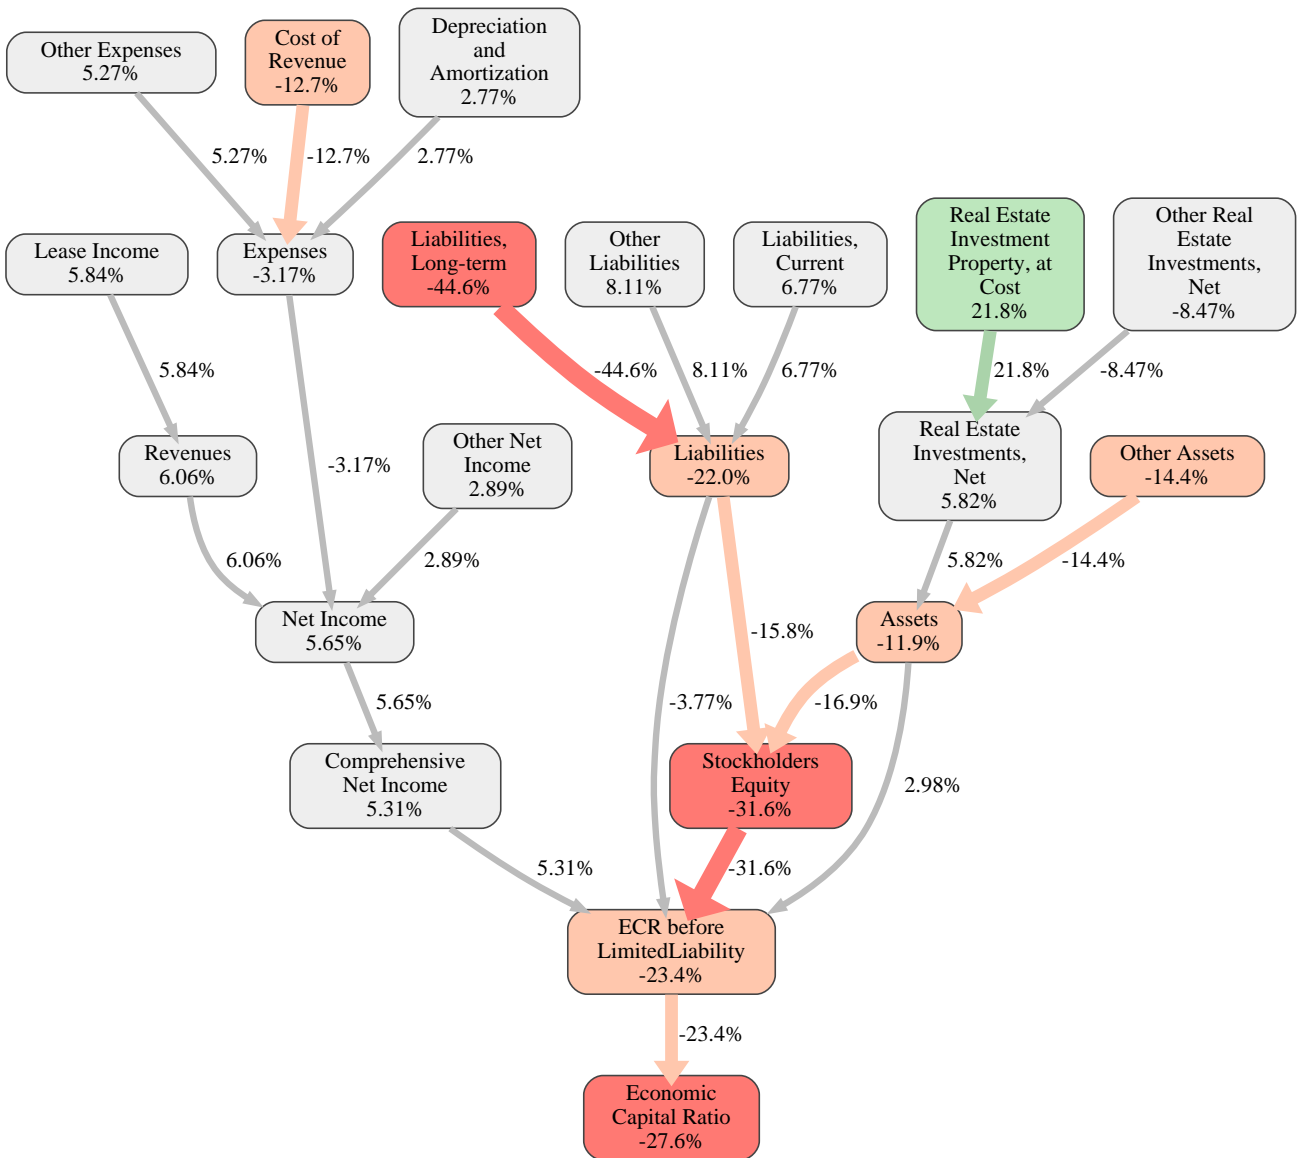 Other Expenses
5.27%
Cost of
Revenue
-12.7%
Depreciation
and
Amortization
2.77%
5.27%
-12.7%
2.77%
Lease Income
5.84%
Expenses
-3.17%
Liabilities,
Long-term
-44.6%
Other
Liabilities
8.11%
Liabilities,
Current
6.77%
Real Estate
Investment
Property, at
Cost
21.8%
Other Real
Estate
Investments,
Net
-8.47%
5.84%
-44.6%
8.11%
6.77%
21.8%
-8.47%
Revenues
6.06%
-3.17%
Other Net
Income
2.89%
Liabilities
-22.0%
Real Estate
Investments,
Net
5.82%
Other Assets
-14.4%
6.06%
2.89%
5.82%
-14.4%
Net Income
5.65%
-15.8%
Assets
-11.9%
5.65%
-3.77%
-16.9%
Comprehensive
Net Income
5.31%
Stockholders
Equity
-31.6%
2.98%
5.31%
-31.6%
ECR before
LimitedLiability
-23.4%
-23.4%
Economic
Capital Ratio
-27.6%